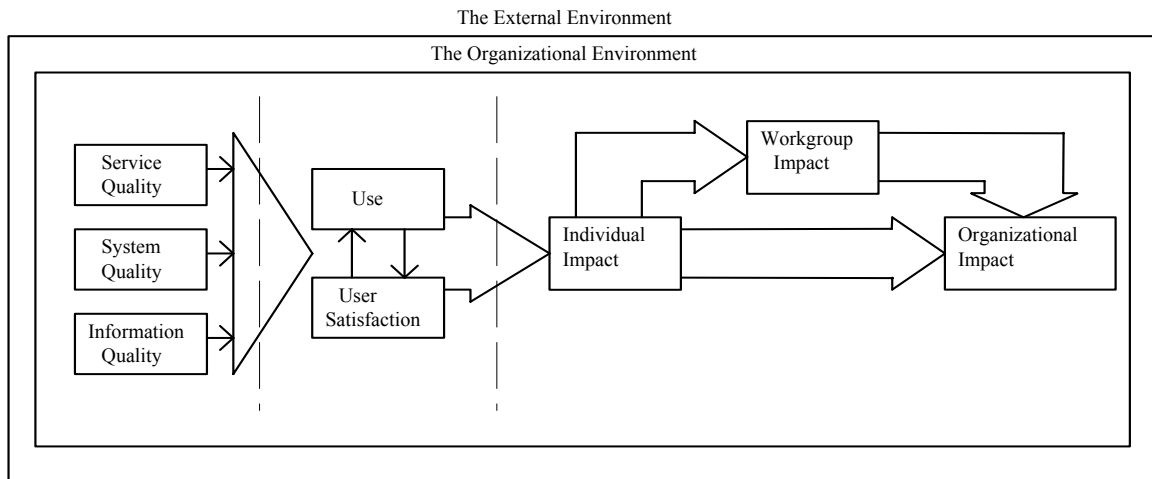 The External Environment
The Organizational Environment
Service
Quality
System
Quality
Information
Quality
Use
User
Satisfaction
Individual
Impact
Workgroup
Impact
Organizational
Impact